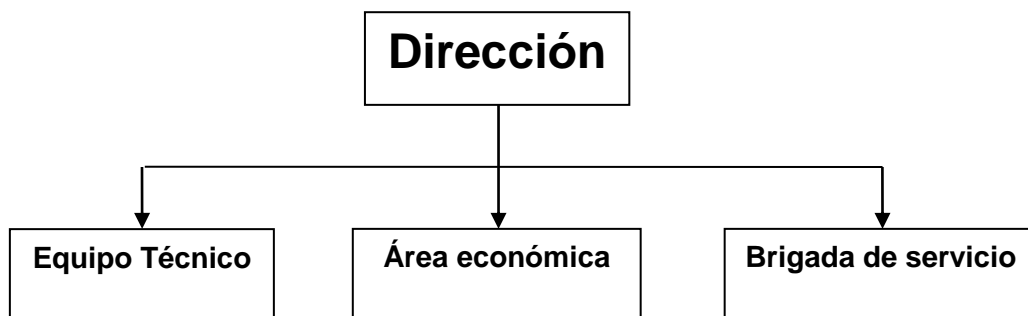 Dirección
Equipo Técnico
Área económica
Brigada de servicio